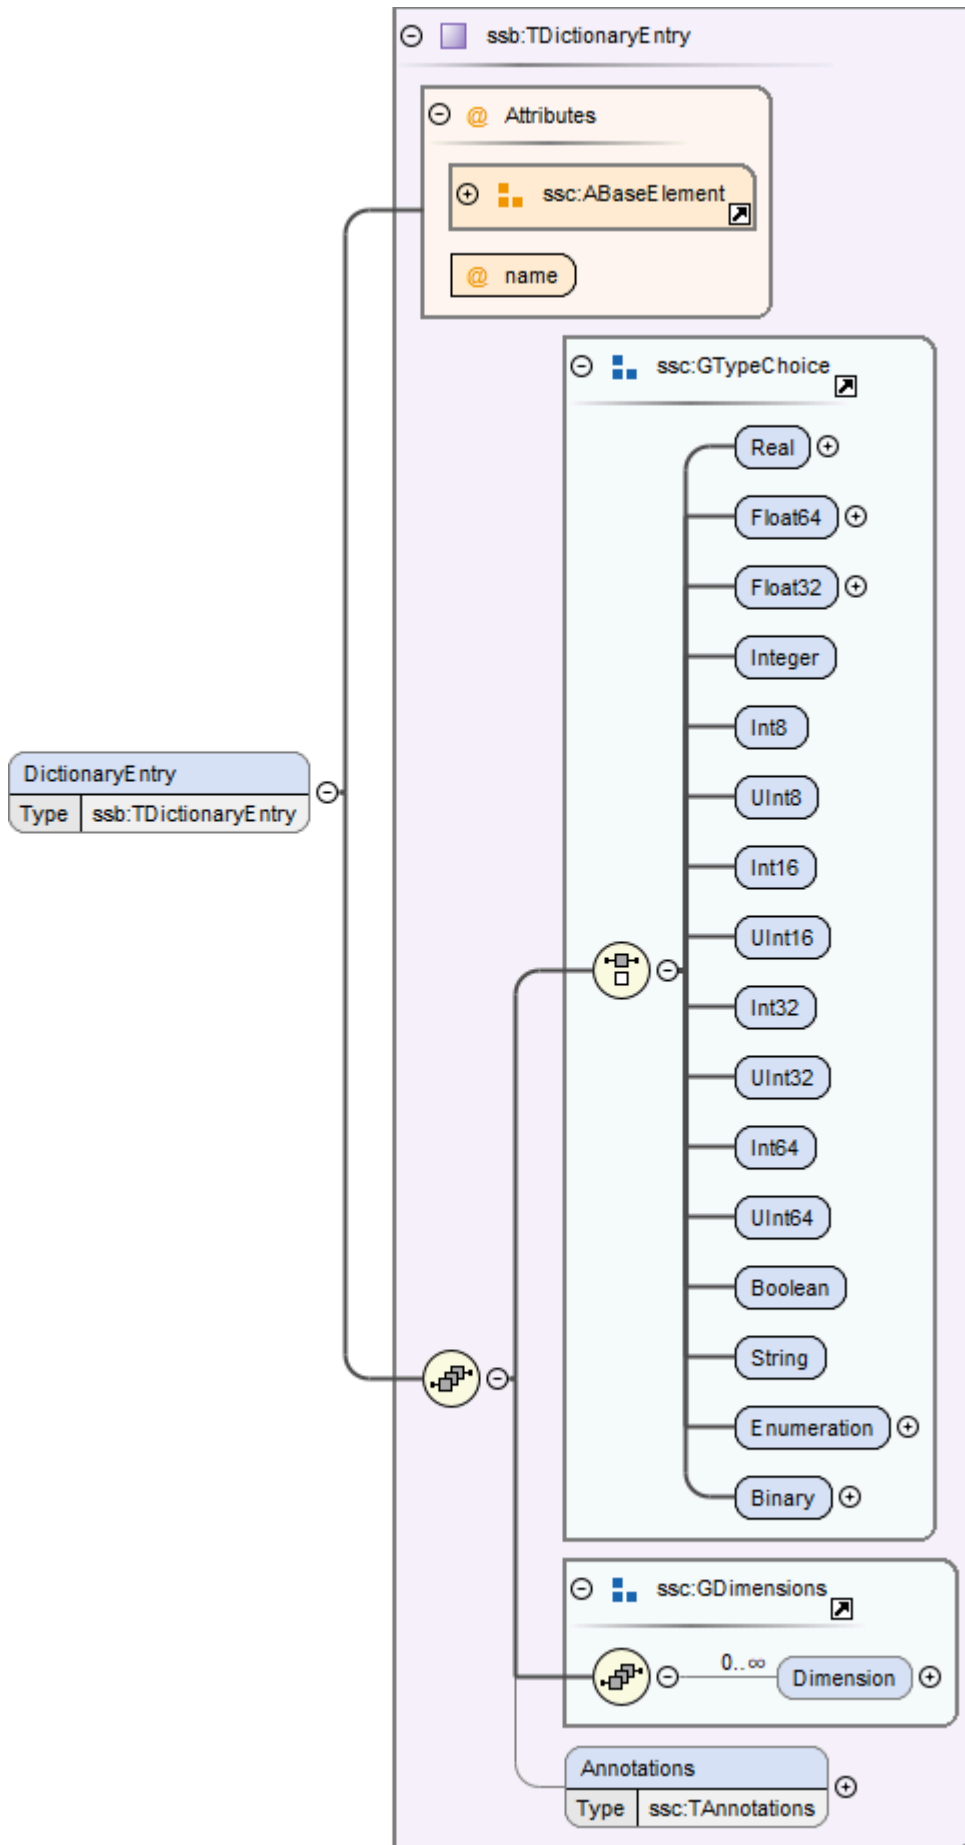 ssb:TDictionaryEntry
@ Attributes
ssc:ABaseElement
@ name
ssc:GTypeChoice
Real
Float64
Float32
Integer
Int8
UInt8
DictionaryEntry
Type ssb:TDictionaryEntry
Int16
UInt16
Int32
UInt32
Int64
UInt64
Boolean
String
Enumeration
Binary
ssc:GDimensions
0..∞
Dimension
Annotations
Type ssc:TAnnotations